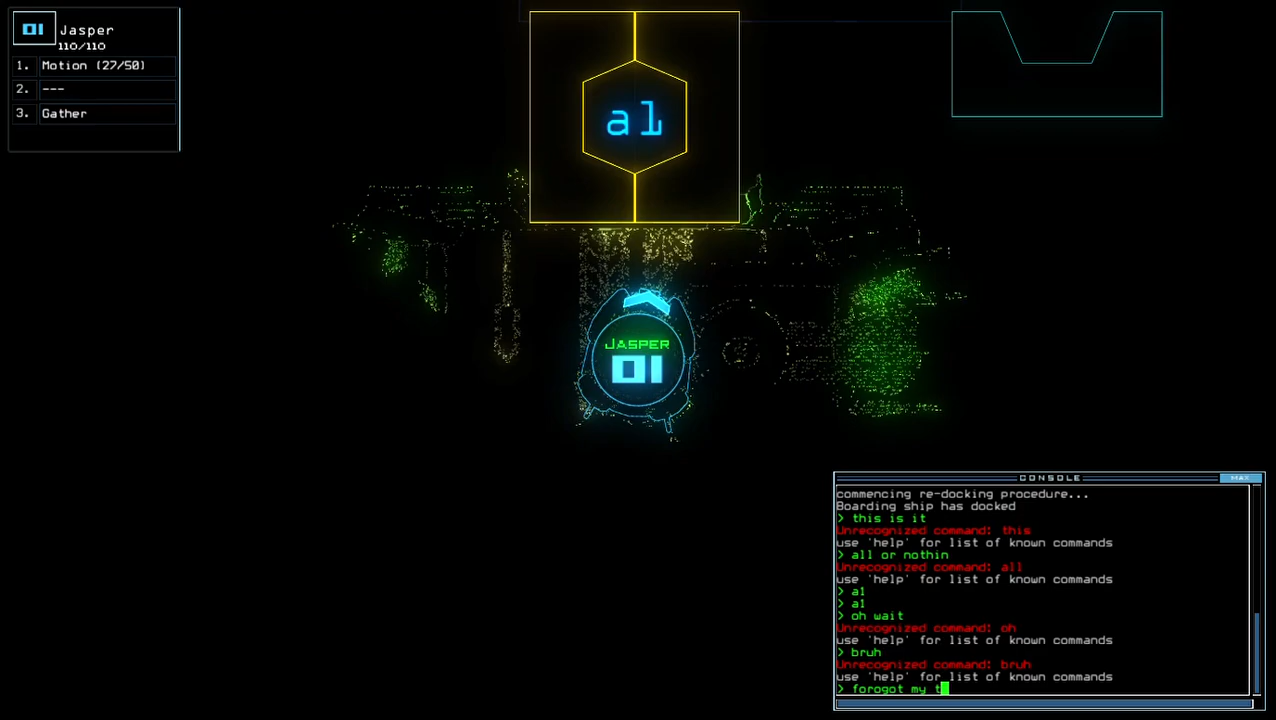 01 Jasper
110/110
1. Motion (27/50)
2. ---
3. Gather
a1
JASPER
01
CONSOLE
MAX
commencing re-docking procedure...
Boarding ship has docked
> this is it
Unrecognized command: this
use 'help' for list of known commands
> all or nothin
Unrecognized command: all
use 'help' for list of known commands
> a1
> a1
> oh wait
Unrecognized command: oh
use 'help' for list of known commands
> bruh
Unrecognized command: bruh
use 'help' for list of known commands
> forogot my t